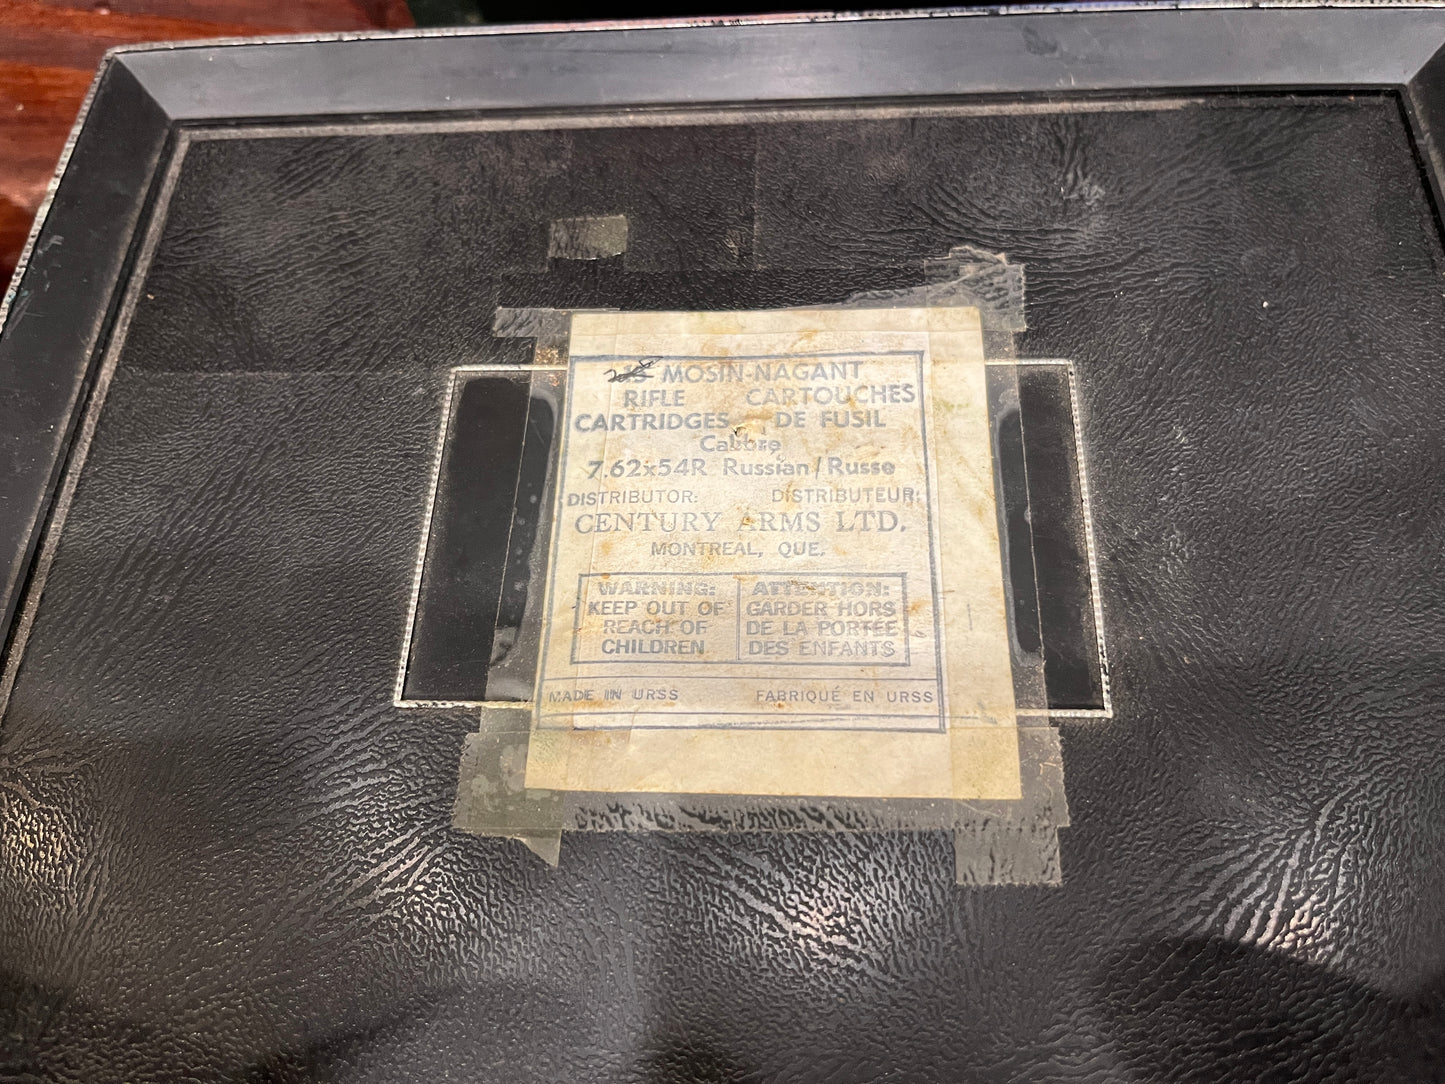 15 MOSIN-NAGANT
RIFLE CARTOUCHES
CARTRIDGES DE FUSIL
Calibre
7.62x54R Russian/Russe
DISTRIBUTOR: DISTRIBUTEUR:
CENTURY ARMS LTD.
MONTREAL, QUE.
WARNING:
KEEP OUT OF
REACH OF
CHILDREN
ATTENTION:
GARDER HORS
DE LA PORTÉE
DES ENFANTS
MADE IN URSS FABRIQUÉ EN URSS